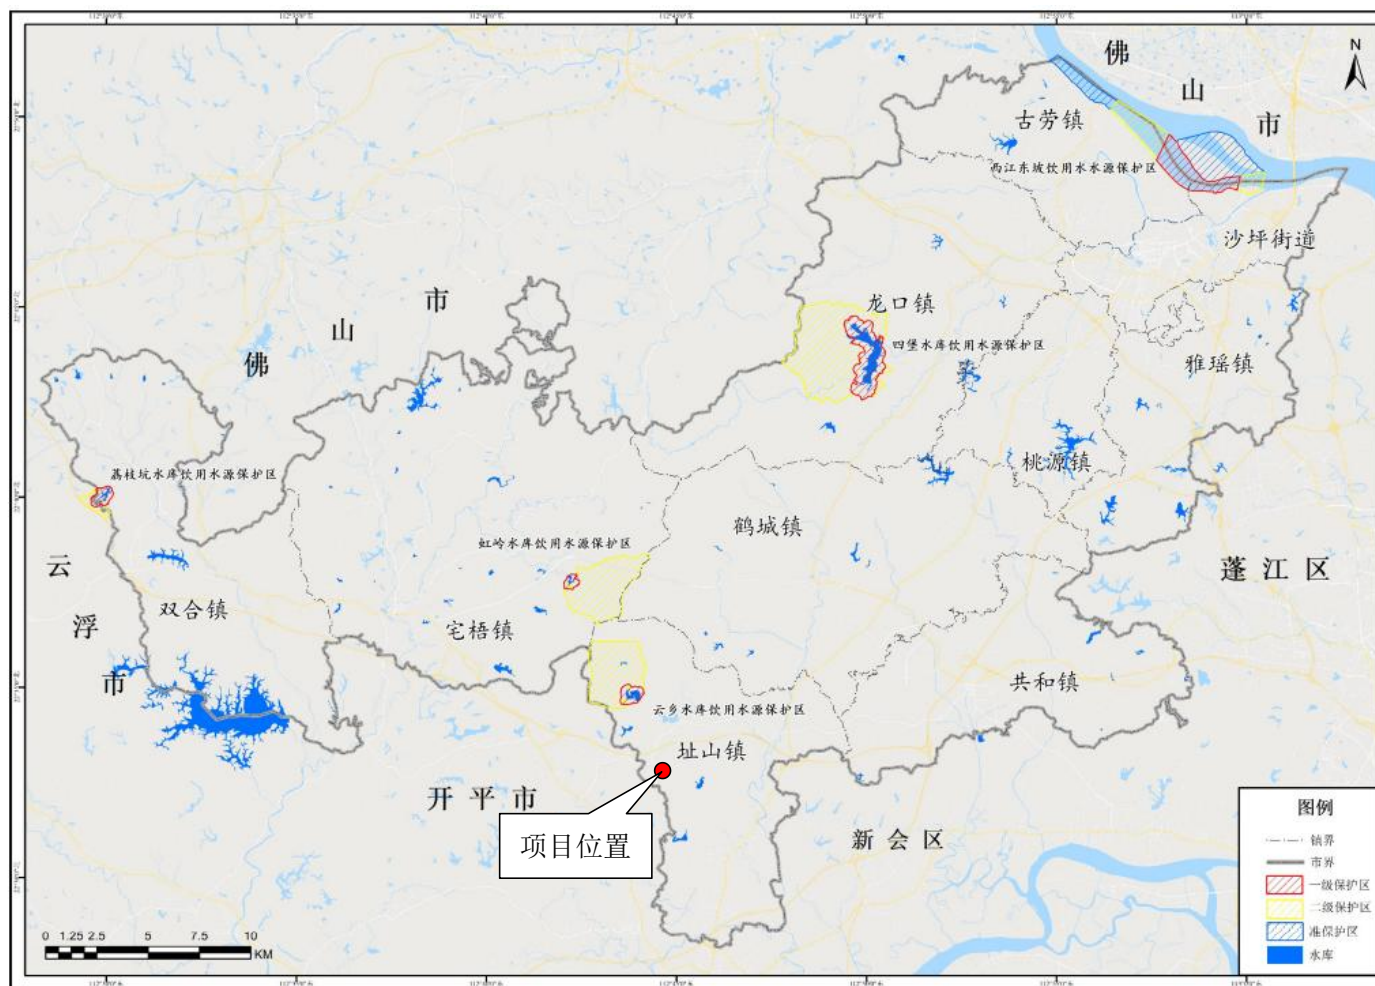 佛山市
N
古劳镇
西江东坡饮用水水源保护区
沙坪街道
佛山市
龙口镇
四堡水库饮用水源保护区
雅瑶镇
桃源镇
荔枝坑水库饮用水源保护区
鹤城镇
虹岭水库饮用水源保护区
蓬江区
云浮市
双合镇
宅梧镇
共和镇
云乡水库饮用水源保护区
址山镇
开平市
项目位置
新会区
图例
镇界
市界
一级保护区
二级保护区
准保护区
水库
0 1.25 2.5 5 7.5 10
KM